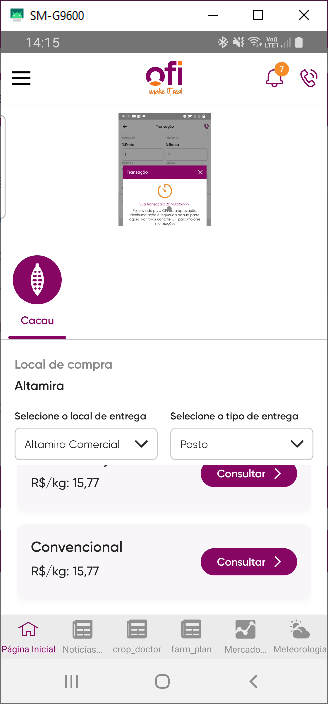 SM-G9600
14:15
ofi
make it real
7
Transação
Transação
Cacau
Local de compra
Altamira
Selecione o local de entrega
Selecione o tipo de entrega
Altamira Comercial
Posto
R$/kg: 15,77
Consultar
Convencional
R$/kg: 15,77
Consultar
Página Inicial
Notícias...
crop_doctor
farm_plan
Mercado...
Meteorologia